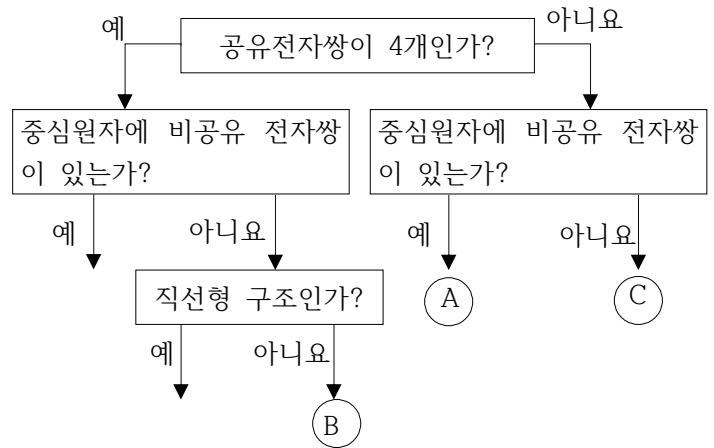 예
아니요
공유전자쌍이 4개인가?
중심원자에 비공유 전자쌍
이 있는가?
중심원자에 비공유 전자쌍
이 있는가?
예
아니요
예
아니요
직선형 구조인가?
A
C
예
아니요
B